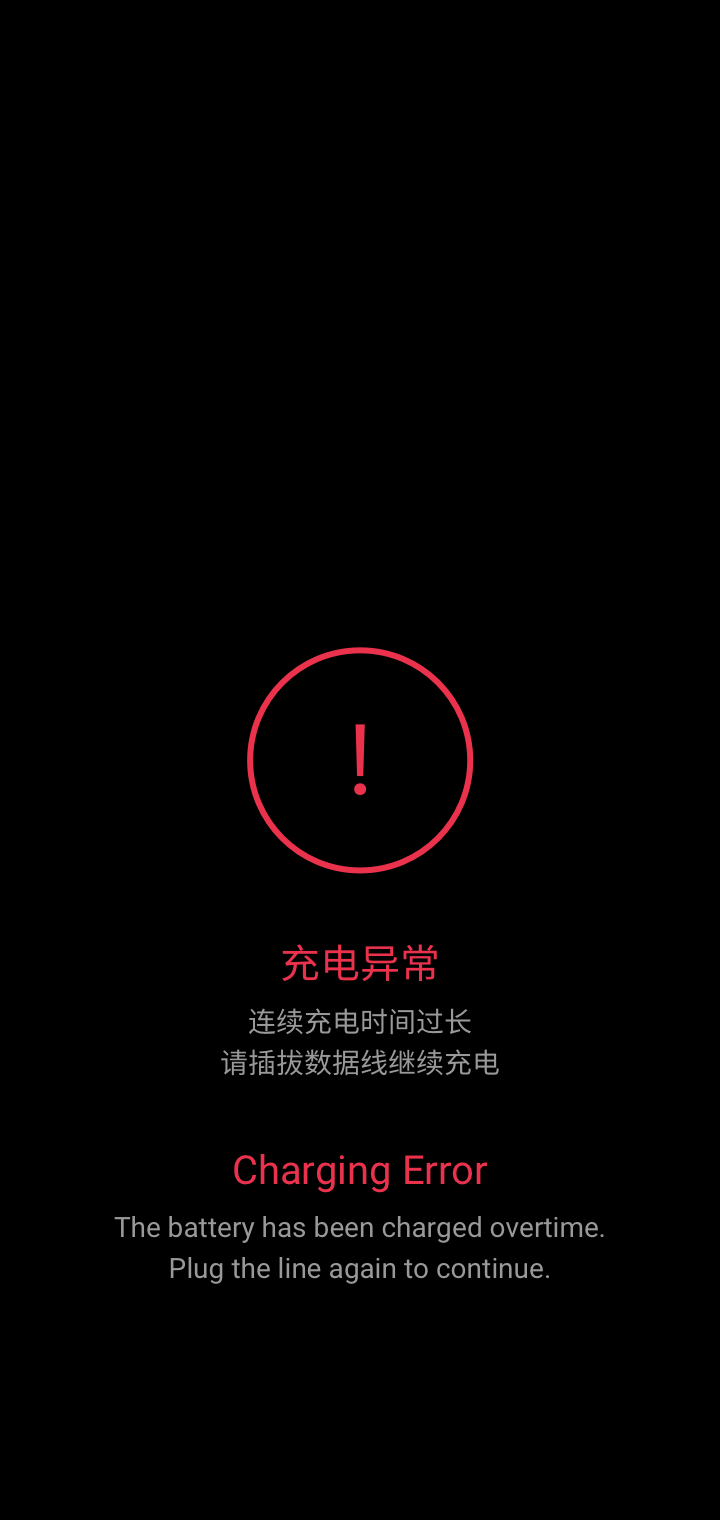 !
充电异常
连续充电时间过长
请插拔数据线继续充电
Charging Error
The battery has been charged overtime.
Plug the line again to continue.